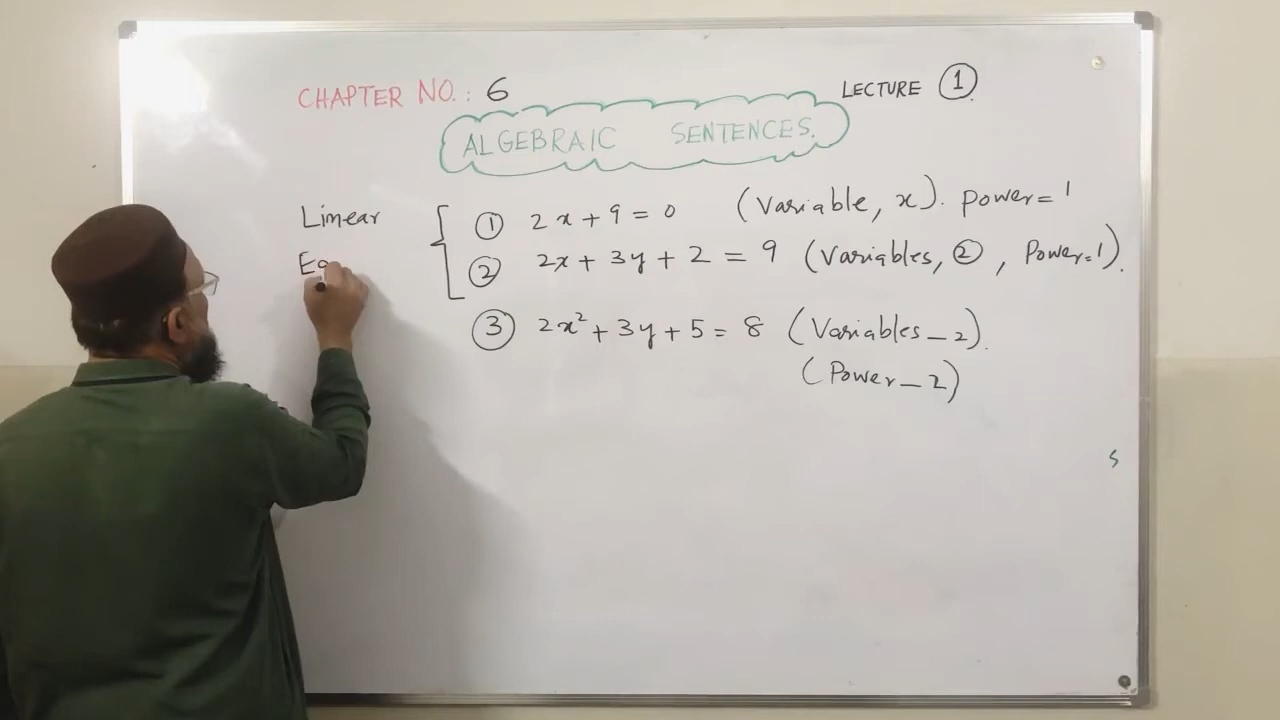 CHAPTER NO. : 6
LECTURE 1
ALGEBRAIC SENTENCES.
Linear
① 2x + 9 = 0 (Variable, x). Power = 1
Eq
② 2x + 3y + 2 = 9 (Variables, ②, Power = 1).
③ 2x² + 3y + 5 = 8 (Variables _ 2).
(Power _ 2)
S